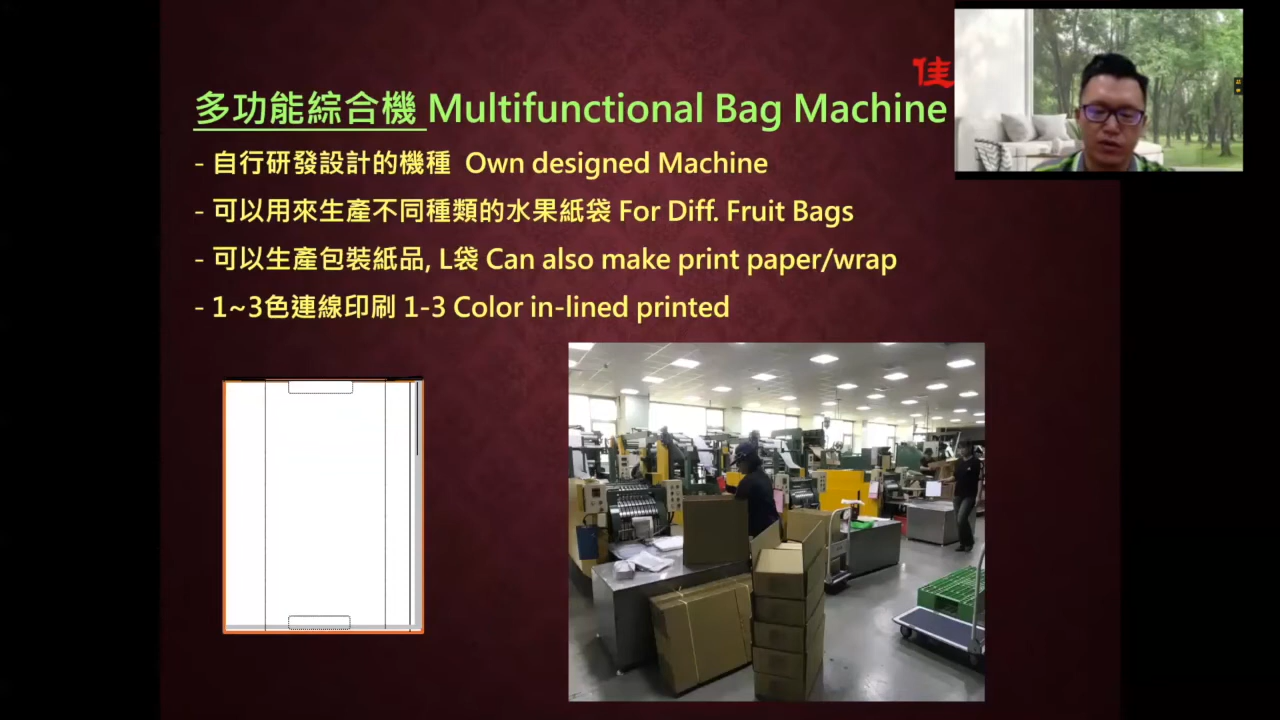 佳
多功能綜合機 Multifunctional Bag Machine
- 自行研發設計的機種 Own designed Machine
- 可以用來生產不同種類的水果紙袋 For Diff. Fruit Bags
- 可以生產包裝紙品, L袋 Can also make print paper/wrap
- 1~3色連線印刷 1-3 Color in-lined printed